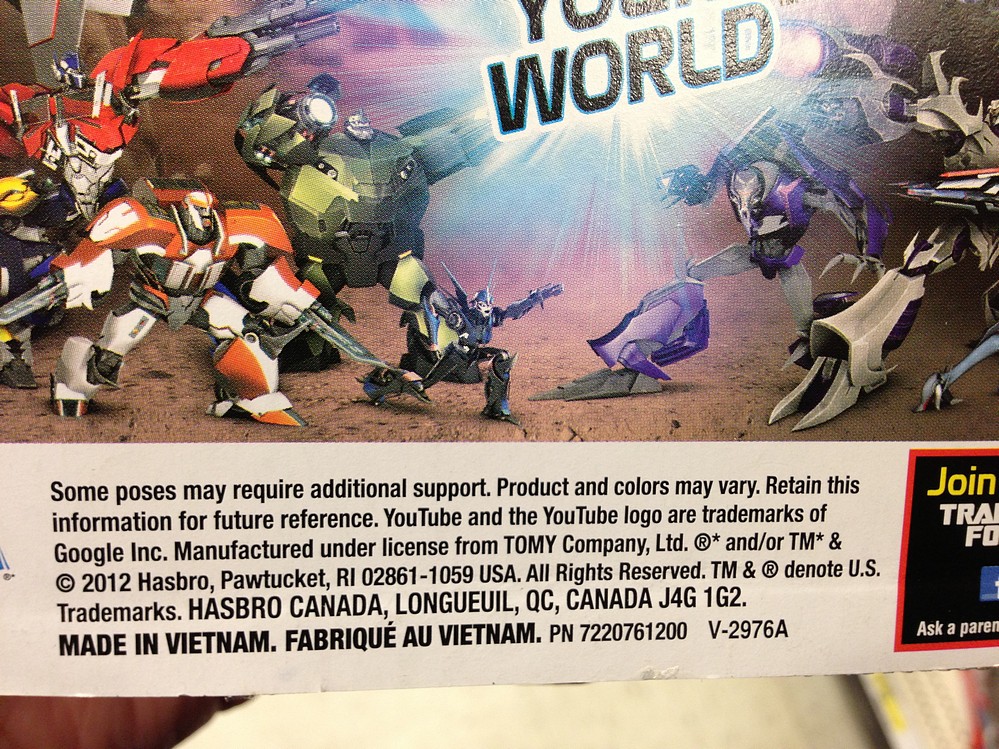 WORLD
Some poses may require additional support. Product and colors may vary. Retain this
information for future reference. YouTube and the YouTube logo are trademarks of
Google Inc. Manufactured under license from TOMY Company, Ltd. ®* and/or TM* &
© 2012 Hasbro, Pawtucket, RI 02861-1059 USA. All Rights Reserved. TM & ® denote U.S.
Trademarks. HASBRO CANADA, LONGUEUIL, QC, CANADA J4G 1G2.
MADE IN VIETNAM. FABRIQUÉ AU VIETNAM. PN 7220761200 V-2976A
Join
Ask a